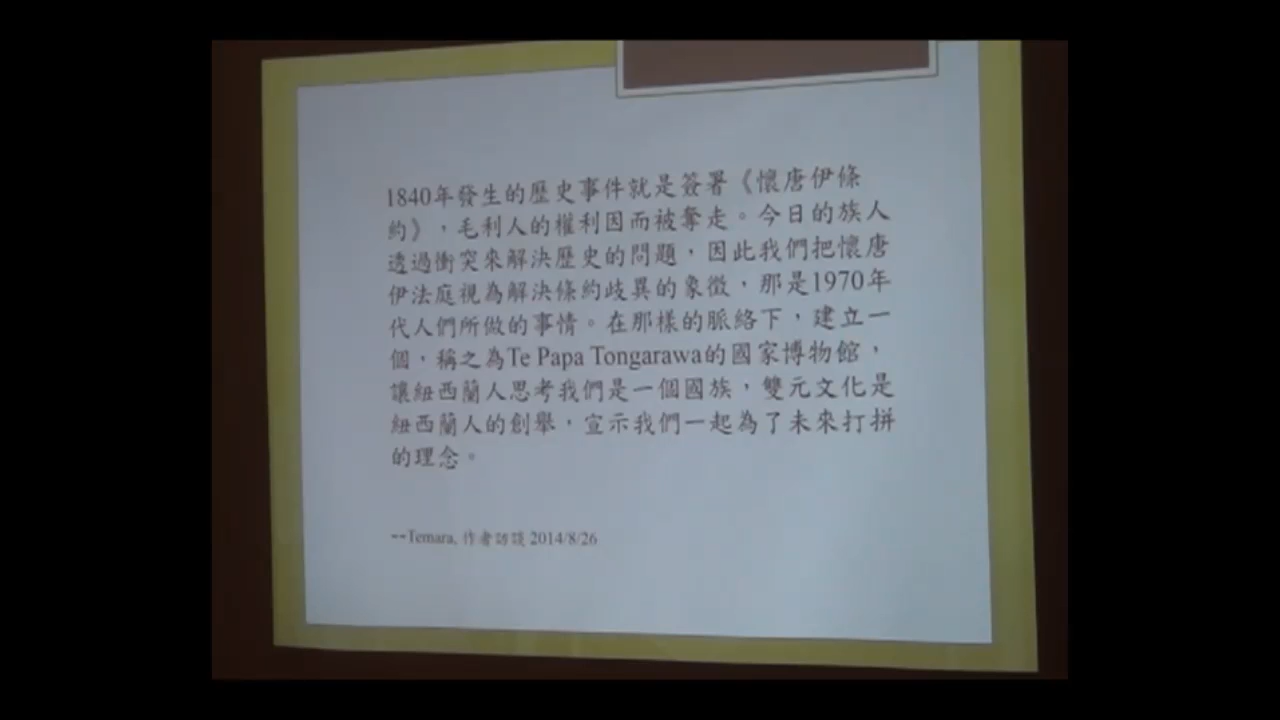 1840年發生的歷史事件就是簽署《懷唐伊條
約》，毛利人的權利因而被奪走。今日的族人
透過衝突來解決歷史的問題，因此我們把懷唐
伊法庭視為解決條約歧異的象徵，那是1970年
代人們所做的事情。在那樣的脈絡下，建立一
個，稱之為Te Papa Tongarawa的國家博物館，
讓紐西蘭人思考我們是一個國族，雙元文化是
紐西蘭人的創舉，宣示我們一起為了未來打拼
的理念。
--Temara, 作者訪談 2014/8/26